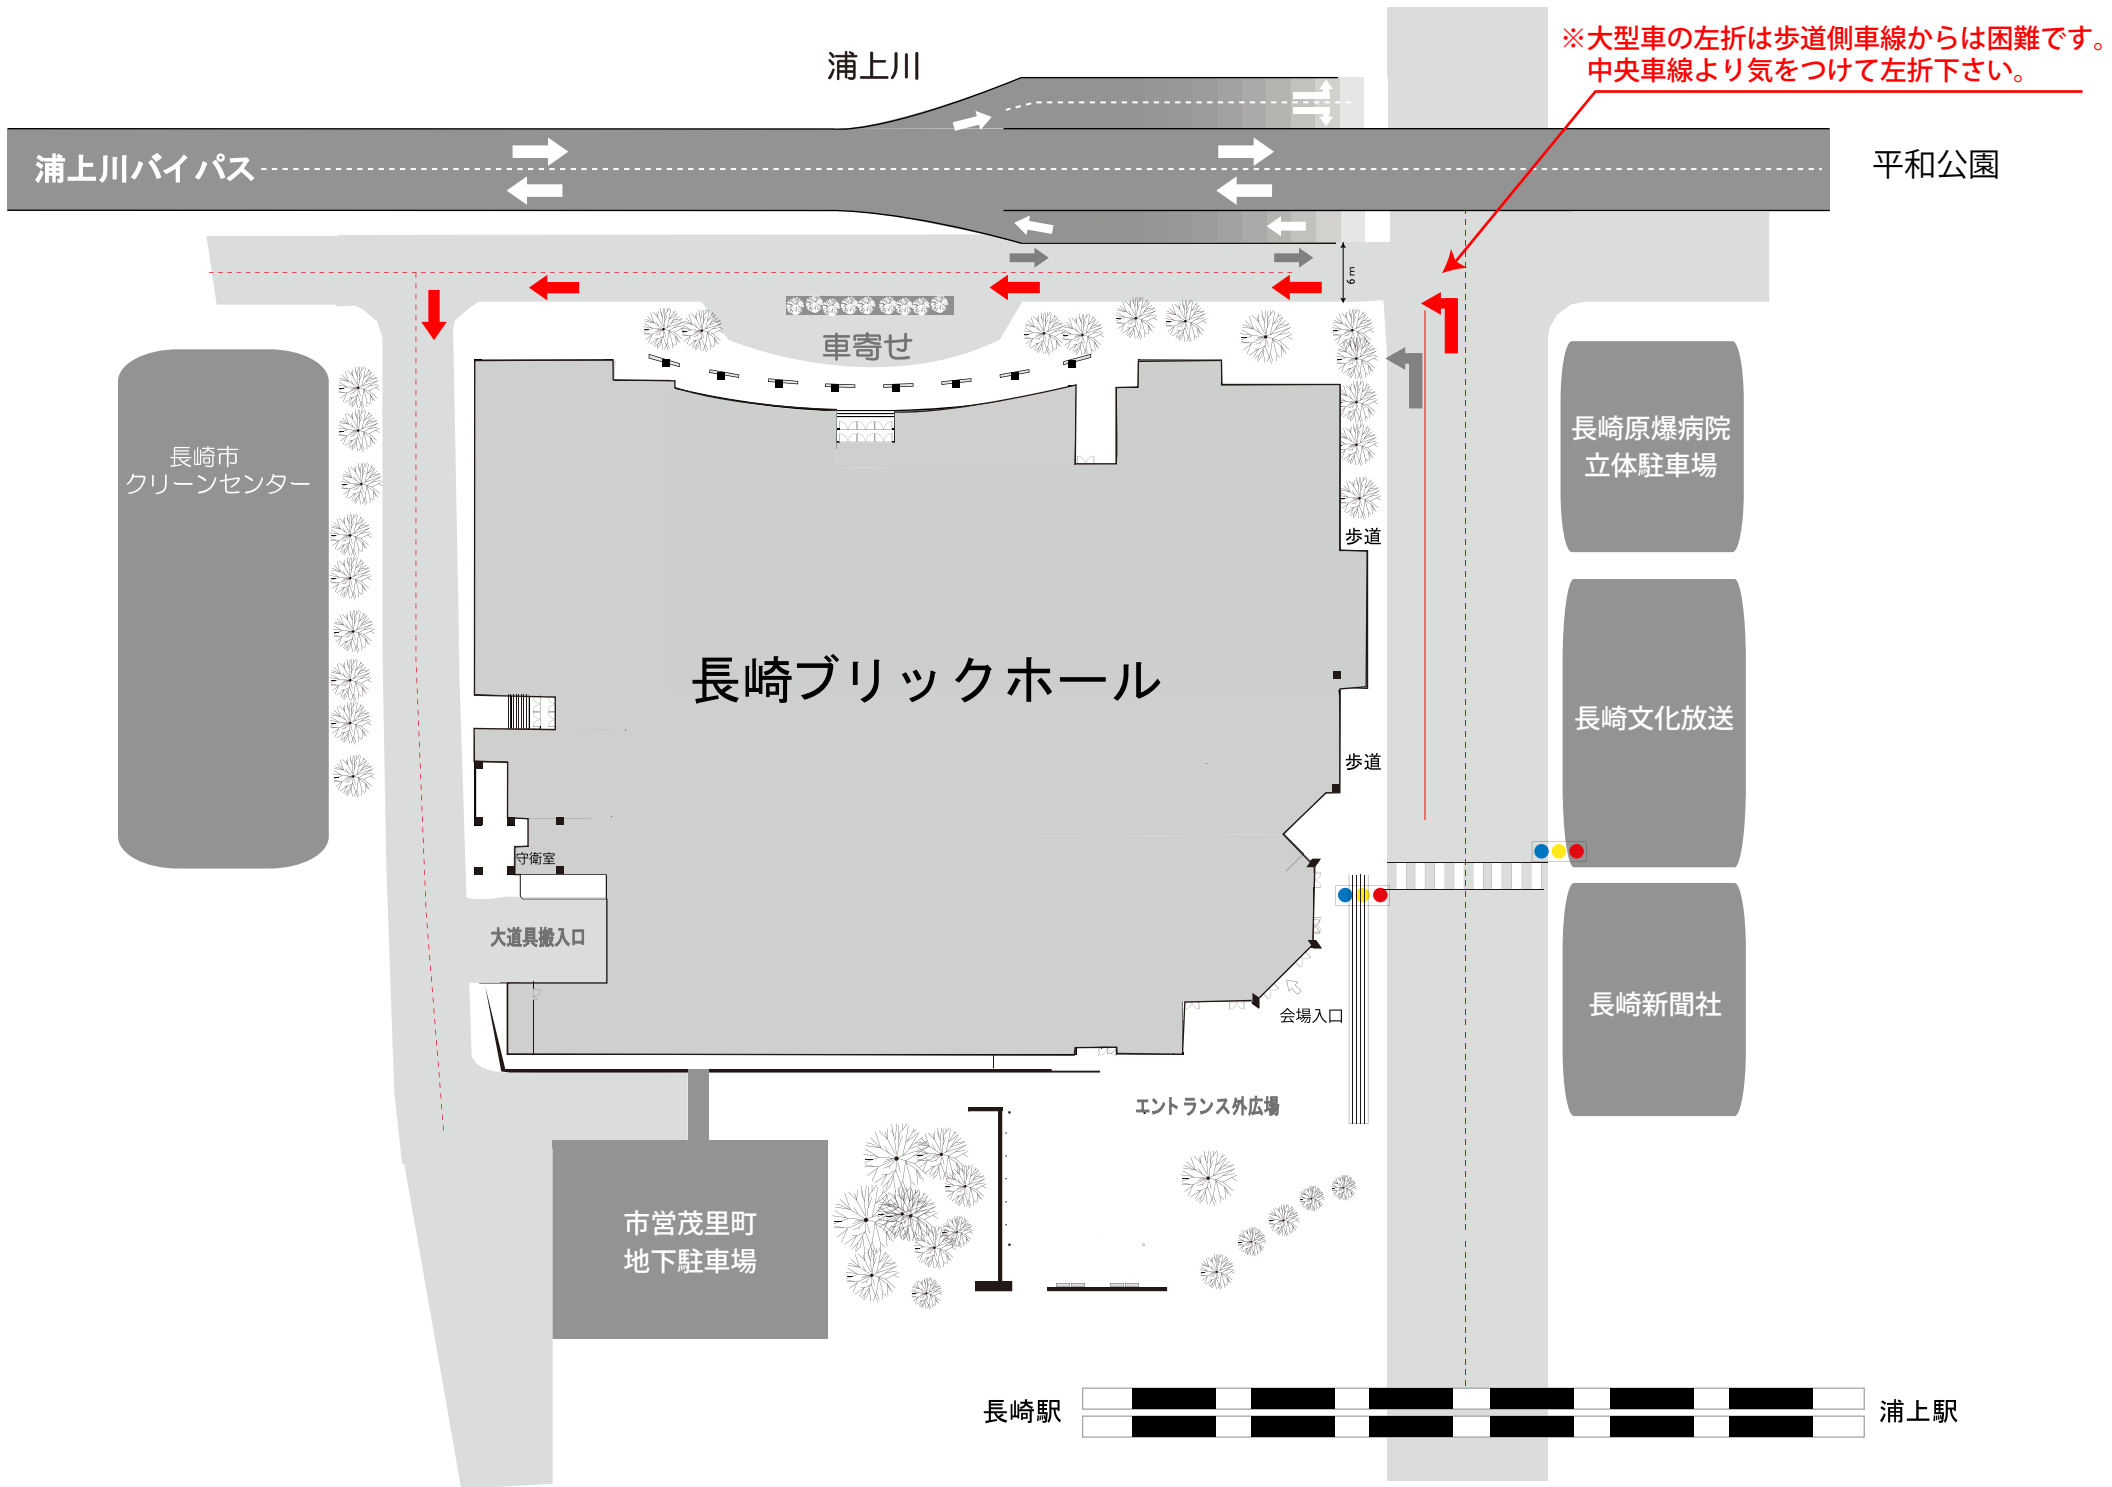 ※大型車の左折は歩道側車線からは困難です。
中央車線より気をつけて左折下さい。
浦上川
浦上川バイパス
平和公園
6 m
車寄せ
長崎市
クリーンセンター
長崎原爆病院
立体駐車場
歩道
長崎ブリックホール
長崎文化放送
歩道
守衛室
大道具搬入口
長崎新聞社
会場入口
エントランス外広場
市営茂里町
地下駐車場
長崎駅
浦上駅